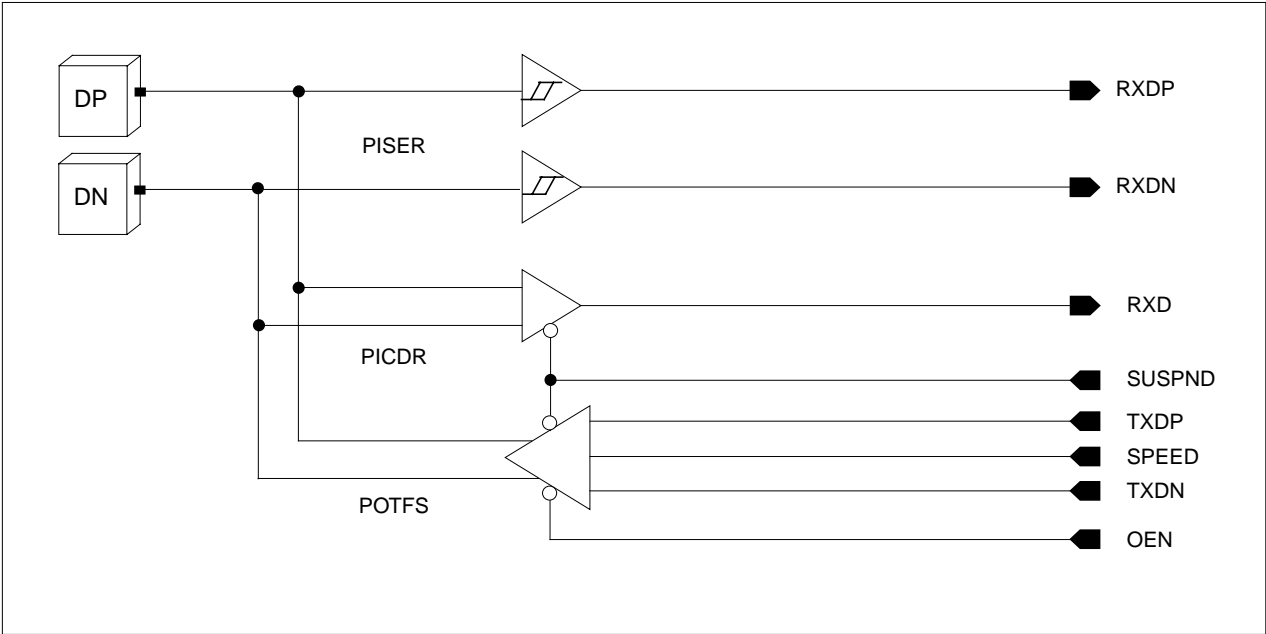 DP
RXDP
PISER
DN
RXDN
RXD
PICDR
SUSPND
TXDP
SPEED
TXDN
POTFS
OEN